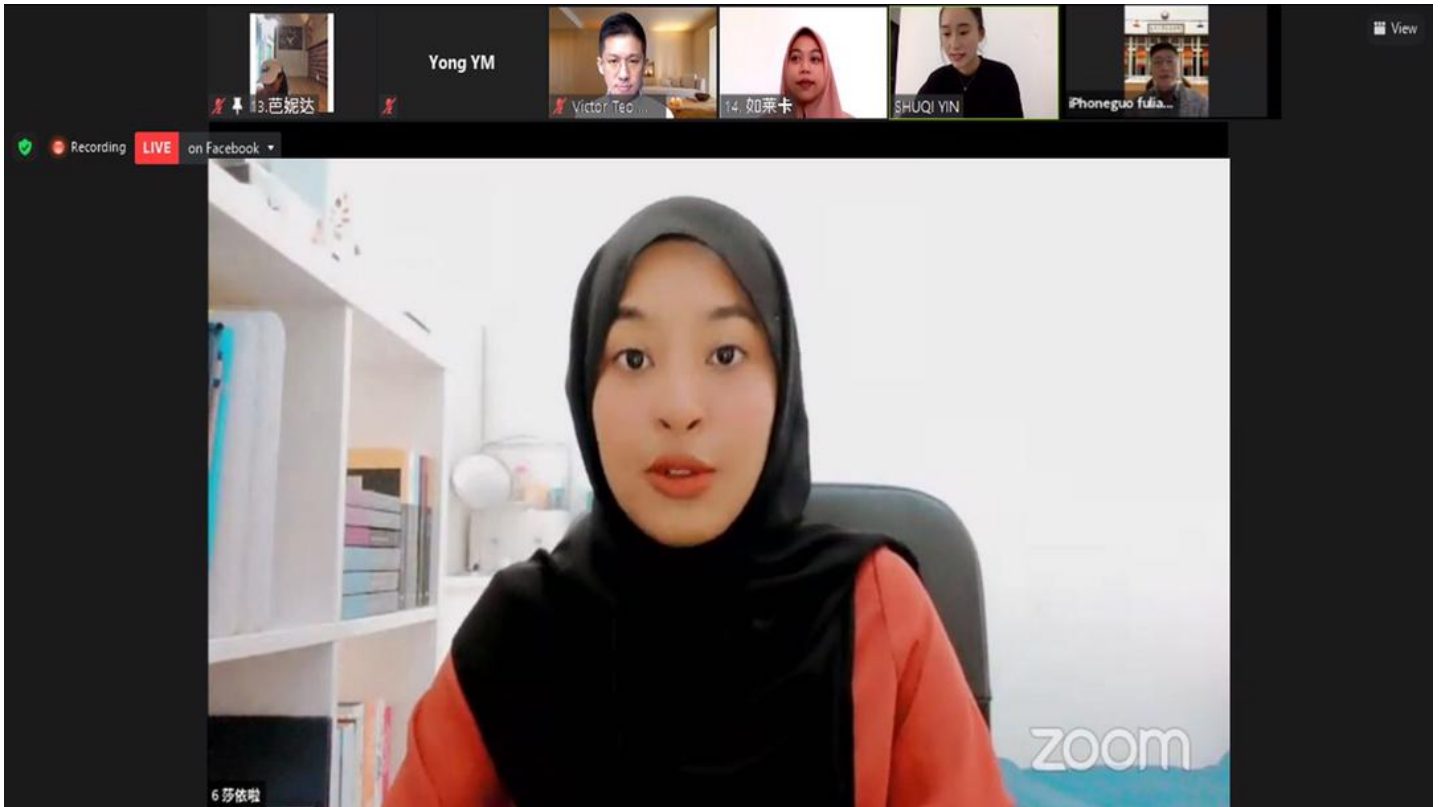 Yong YM
View
13.芭妮达
Victor Teo ...
14. 如莱卡
SHUQI YIN
iPhoneguo fulia...
Recording
LIVE
on Facebook
zoom
6 莎依啦